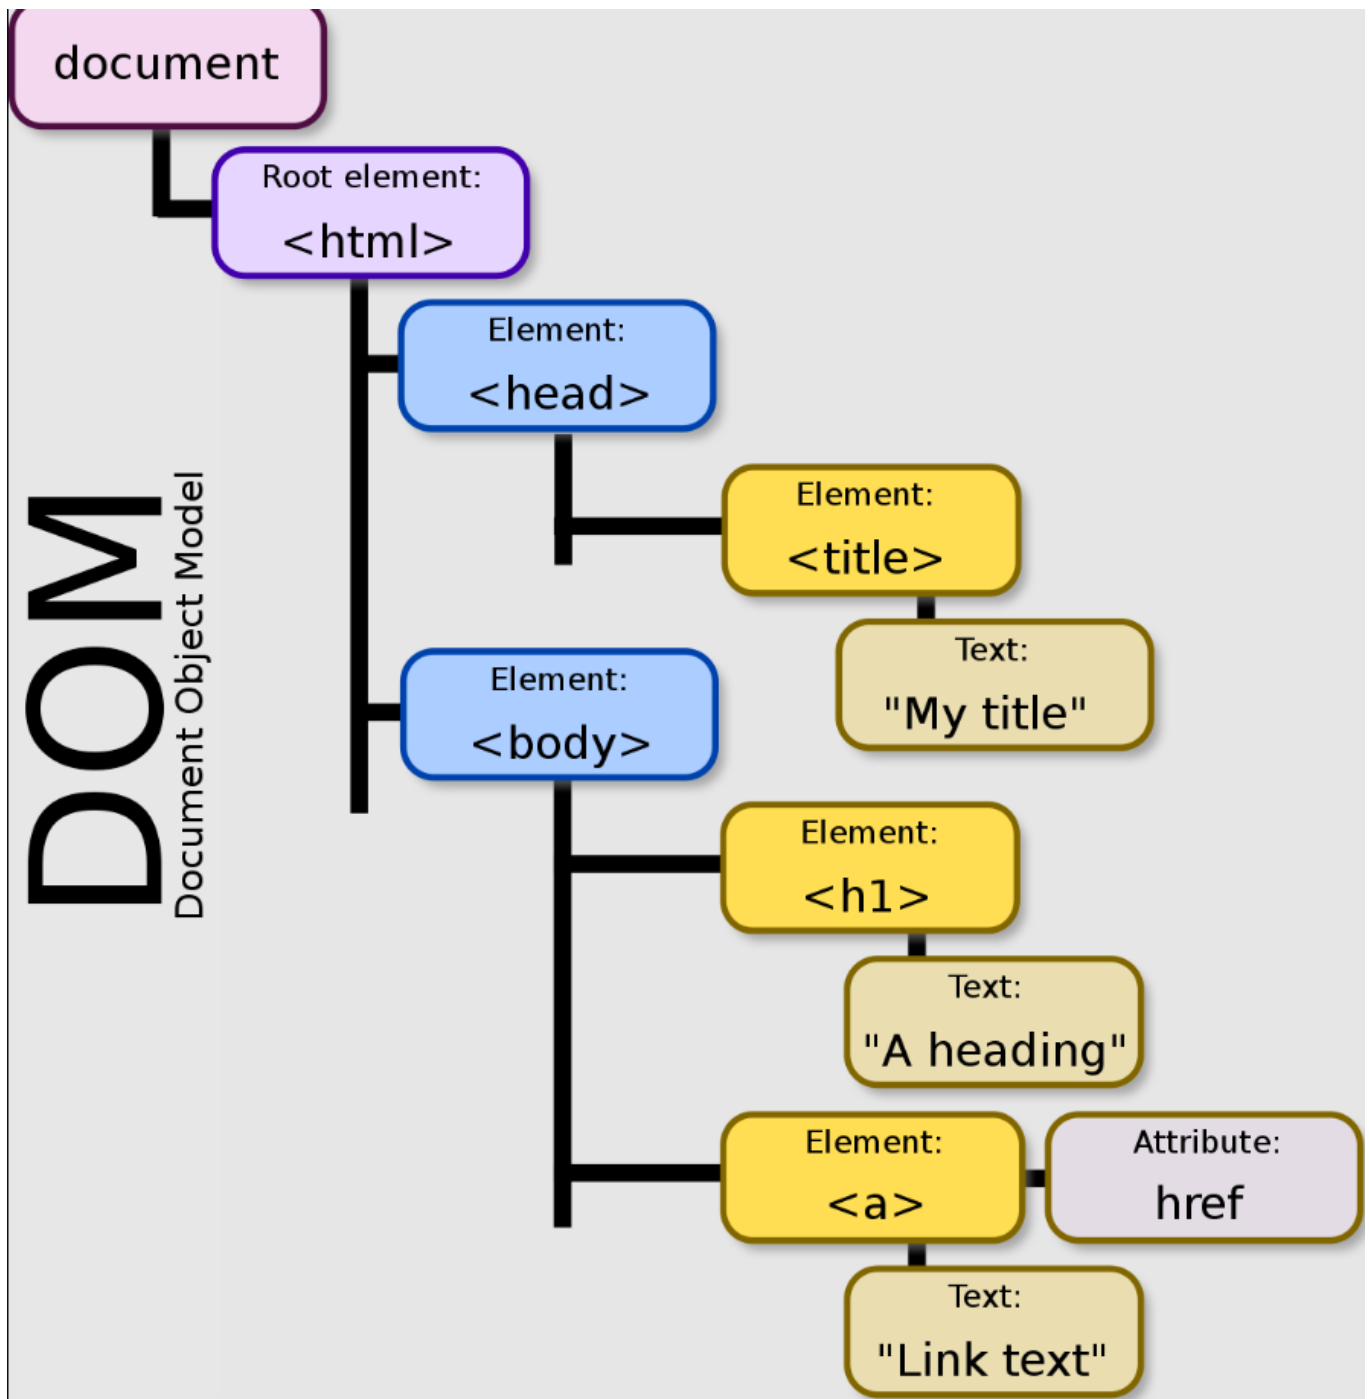 document
Root element:
<html>
Element:
<head>
Element:
<title>
Text:
"My title"
Element:
<body>
Element:
<h1>
Text:
"A heading"
Element:
<a>
Attribute:
href
Text:
"Link text"
DOM
Document Object Model